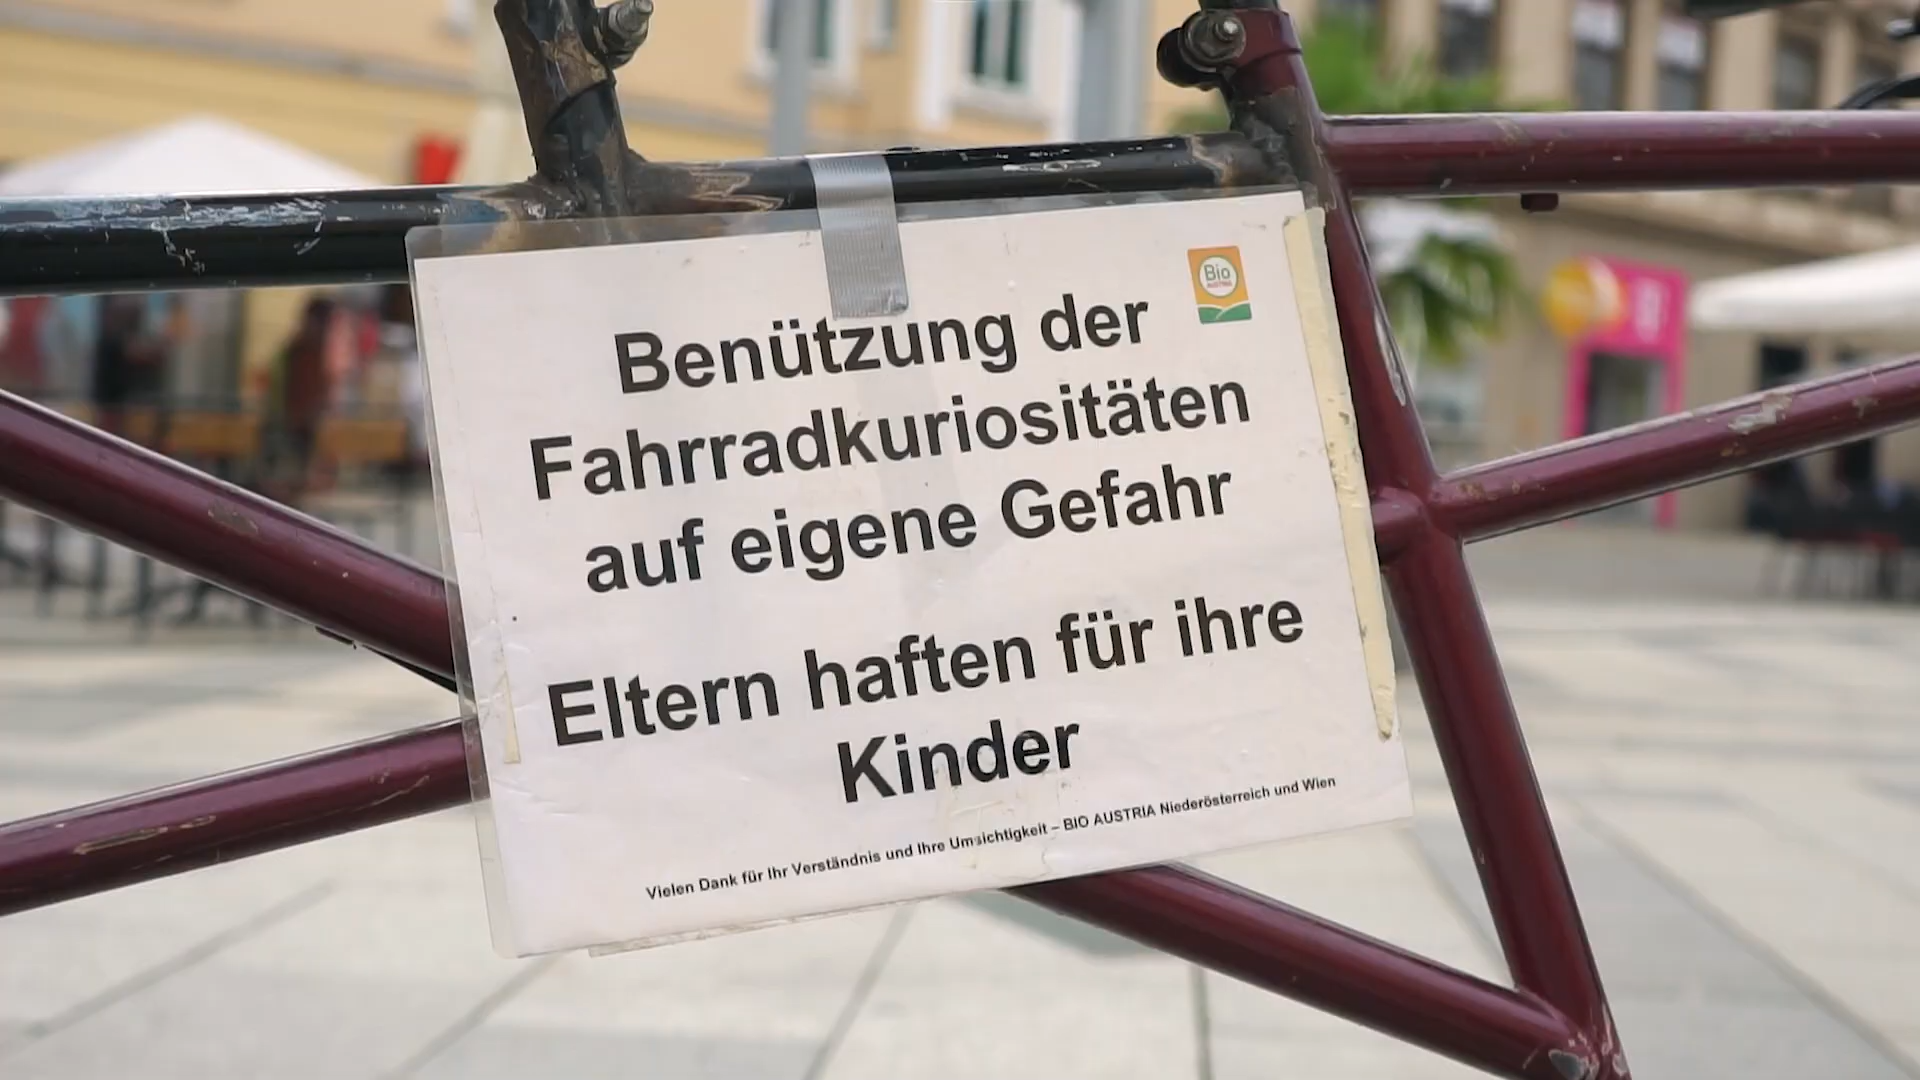 Bio
AUSTRIA
Benützung der
Fahrradkuriositäten
auf eigene Gefahr
Eltern haften für ihre
Kinder
Vielen Dank für Ihr Verständnis und Ihre Umsichtigkeit – BIO AUSTRIA Niederösterreich und Wien